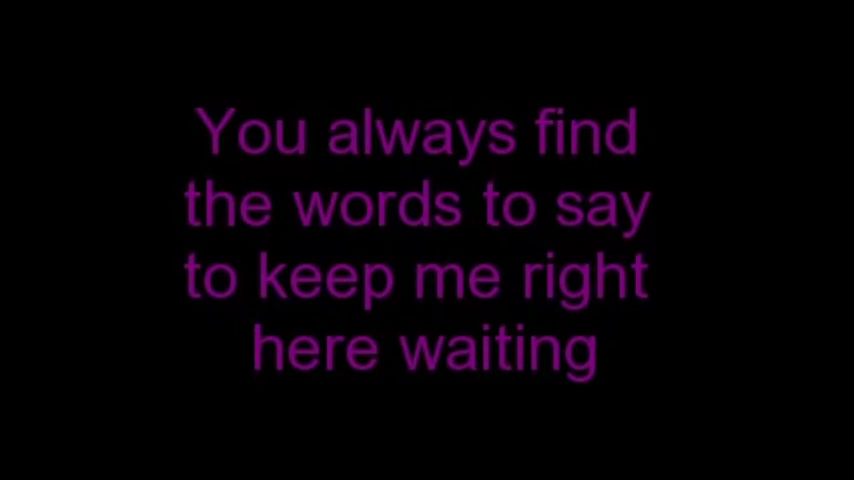 You always find
the words to say
to keep me right
here waiting